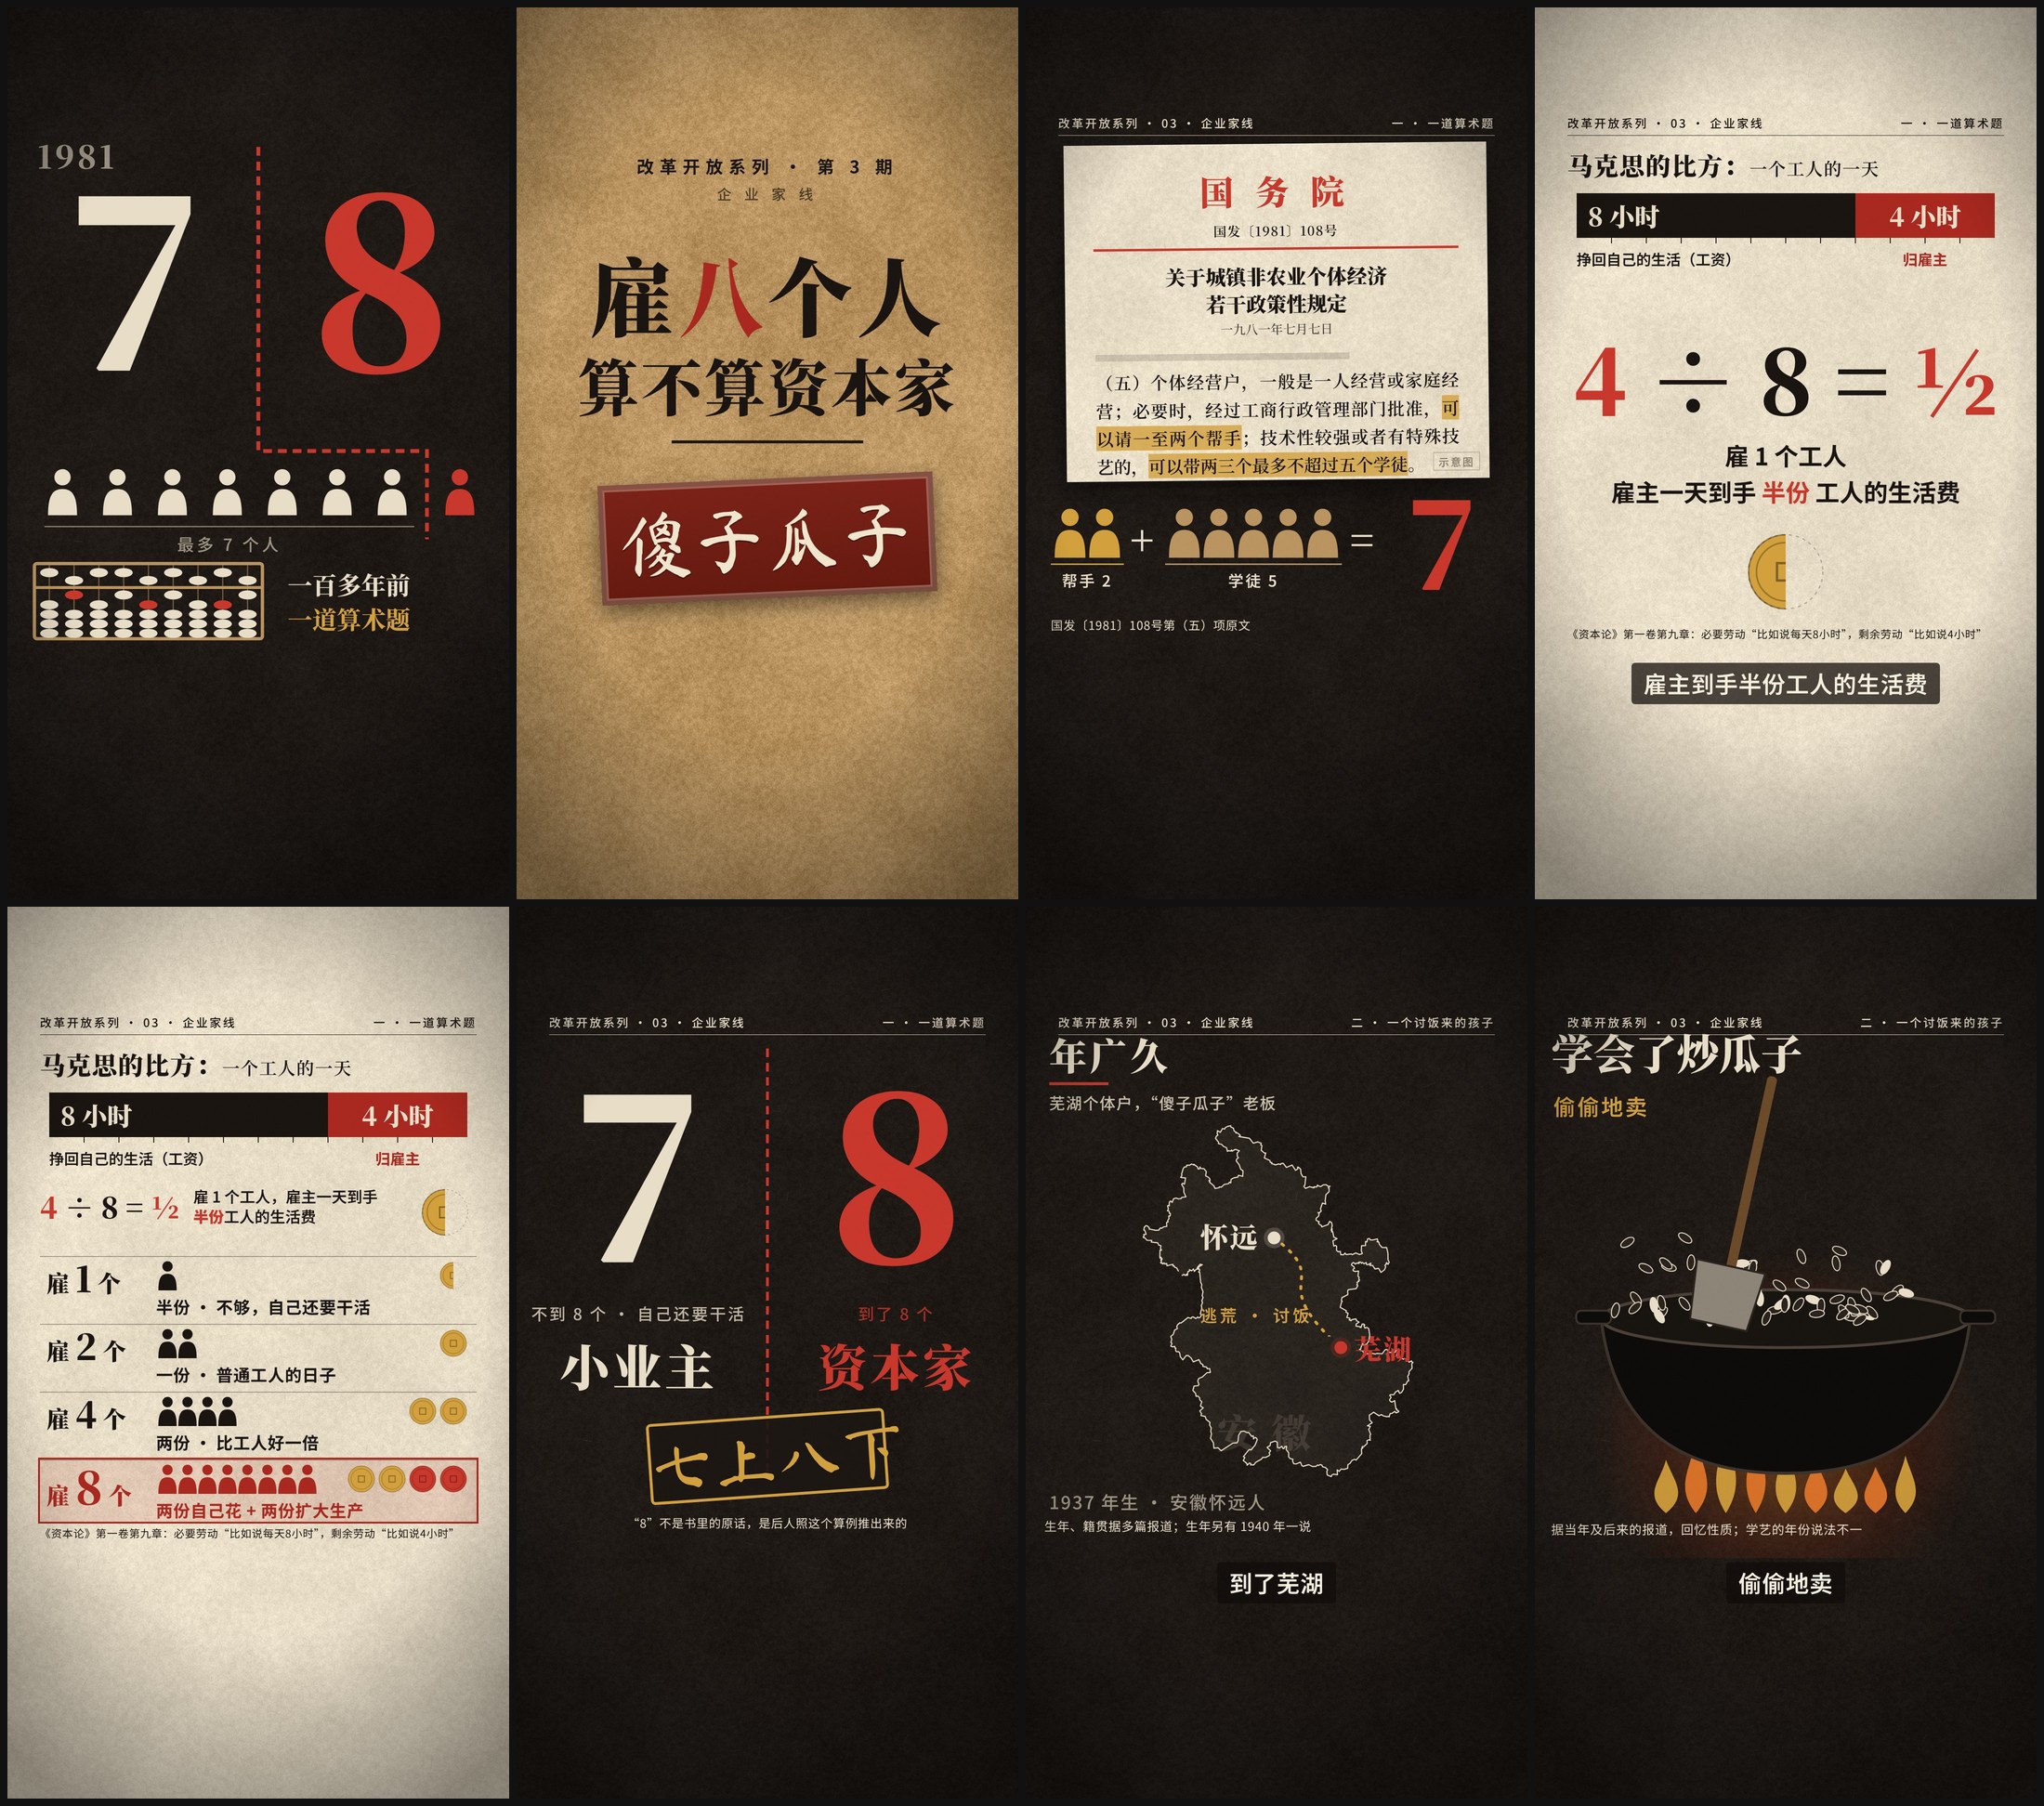 1981
7
8
最多 7 个人
一百多年前
一道算术题
改革开放系列 · 第 3 期
企业家线
雇八个人
算不算资本家
傻子瓜子
改革开放系列 · 03 · 企业家线
一 · 一道算术题
国务院
国发〔1981〕108号
关于城镇非农业个体经济
若干政策性规定
一九八一年七月七日
（五）个体经营户，一般是一人经营或家庭经
营；必要时，经过工商行政管理部门批准，可
以请一至两个帮手；技术性较强或者有特殊技
艺的，可以带两三个最多不超过五个学徒。
示意图
+
=
7
帮手 2
学徒 5
国发〔1981〕108号第（五）项原文
改革开放系列 · 03 · 企业家线
一 · 一道算术题
马克思的比方：一个工人的一天
8 小时
4 小时
挣回自己的生活（工资）
归雇主
4 ÷ 8 = ½
雇 1 个工人
雇主一天到手 半份 工人的生活费
《资本论》第一卷第九章：必要劳动“比如说每天8小时”，剩余劳动“比如说4小时”
雇主到手半份工人的生活费
改革开放系列 · 03 · 企业家线
一 · 一道算术题
马克思的比方：一个工人的一天
8 小时
4 小时
挣回自己的生活（工资）
归雇主
4 ÷ 8 = ½
雇 1 个工人，雇主一天到手
半份工人的生活费
雇 1 个
半份 · 不够，自己还要干活
雇 2 个
一份 · 普通工人的日子
雇 4 个
两份 · 比工人好一倍
雇 8 个
两份自己花 + 两份扩大生产
《资本论》第一卷第九章：必要劳动“比如说每天8小时”，剩余劳动“比如说4小时”
改革开放系列 · 03 · 企业家线
一 · 一道算术题
7
8
不到 8 个 · 自己还要干活
到了 8 个
小业主
资本家
七上八下
“8”不是书里的原话，是后人照这个算例推出来的
改革开放系列 · 03 · 企业家线
二 · 一个讨饭来的孩子
年广久
芜湖个体户，“傻子瓜子”老板
怀远
逃荒 · 讨饭
芜湖
安徽
1937 年生 · 安徽怀远人
生年、籍贯据多篇报道；生年另有 1940 年一说
到了芜湖
改革开放系列 · 03 · 企业家线
二 · 一个讨饭来的孩子
学会了炒瓜子
偷偷地卖
据当年及后来的报道，回忆性质；学艺的年份说法不一
偷偷地卖